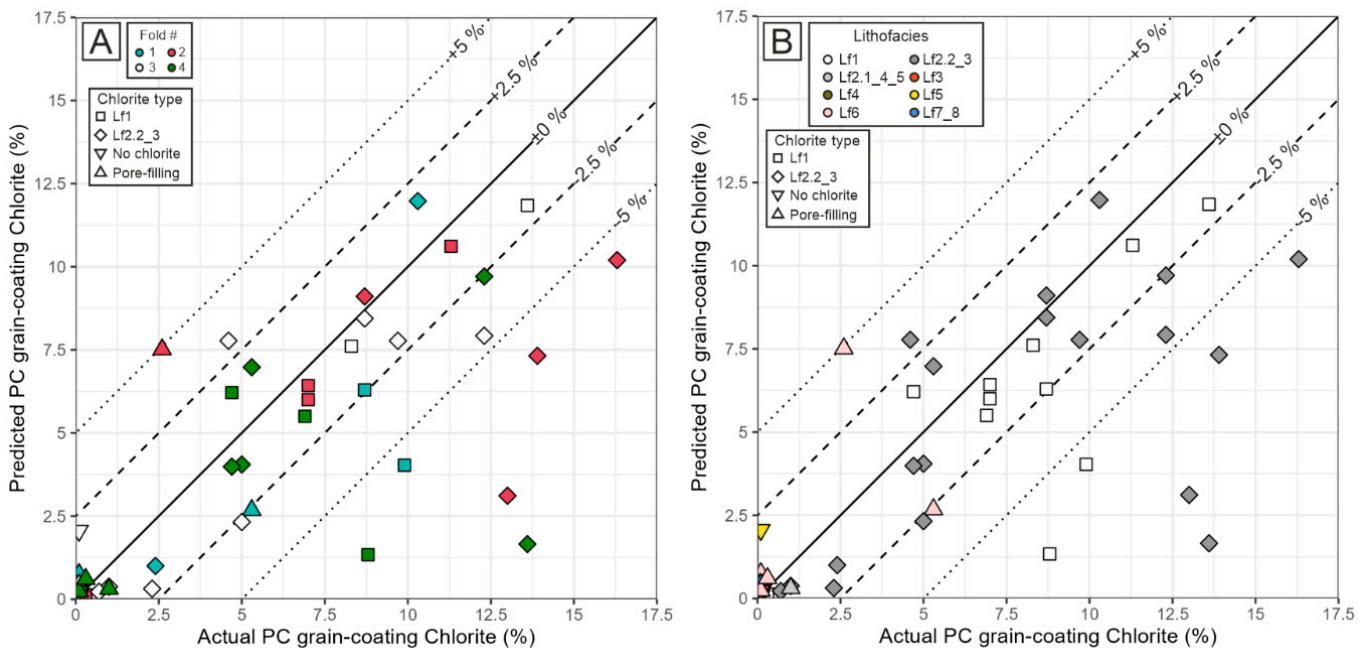 A
Fold #
1 2
3 4
Chlorite type
Lf1
Lf2.2_3
No chlorite
Pore-filling
+5 %
+2.5 %
±0 %
-2.5 %
-5 %
Predicted PC grain-coating Chlorite (%)
17.5
15
12.5
10
7.5
5
2.5
0
0 2.5 5 7.5 10 12.5 15 17.5
Actual PC grain-coating Chlorite (%)
B
Lithofacies
Lf1 Lf2.2_3
Lf2.1_4_5 Lf3
Lf4 Lf5
Lf6 Lf7_8
Chlorite type
Lf1
Lf2.2_3
No chlorite
Pore-filling
+5 %
+2.5 %
±0 %
-2.5 %
-5 %
Predicted PC grain-coating Chlorite (%)
17.5
15
12.5
10
7.5
5
2.5
0
0 2.5 5 7.5 10 12.5 15 17.5
Actual PC grain-coating Chlorite (%)